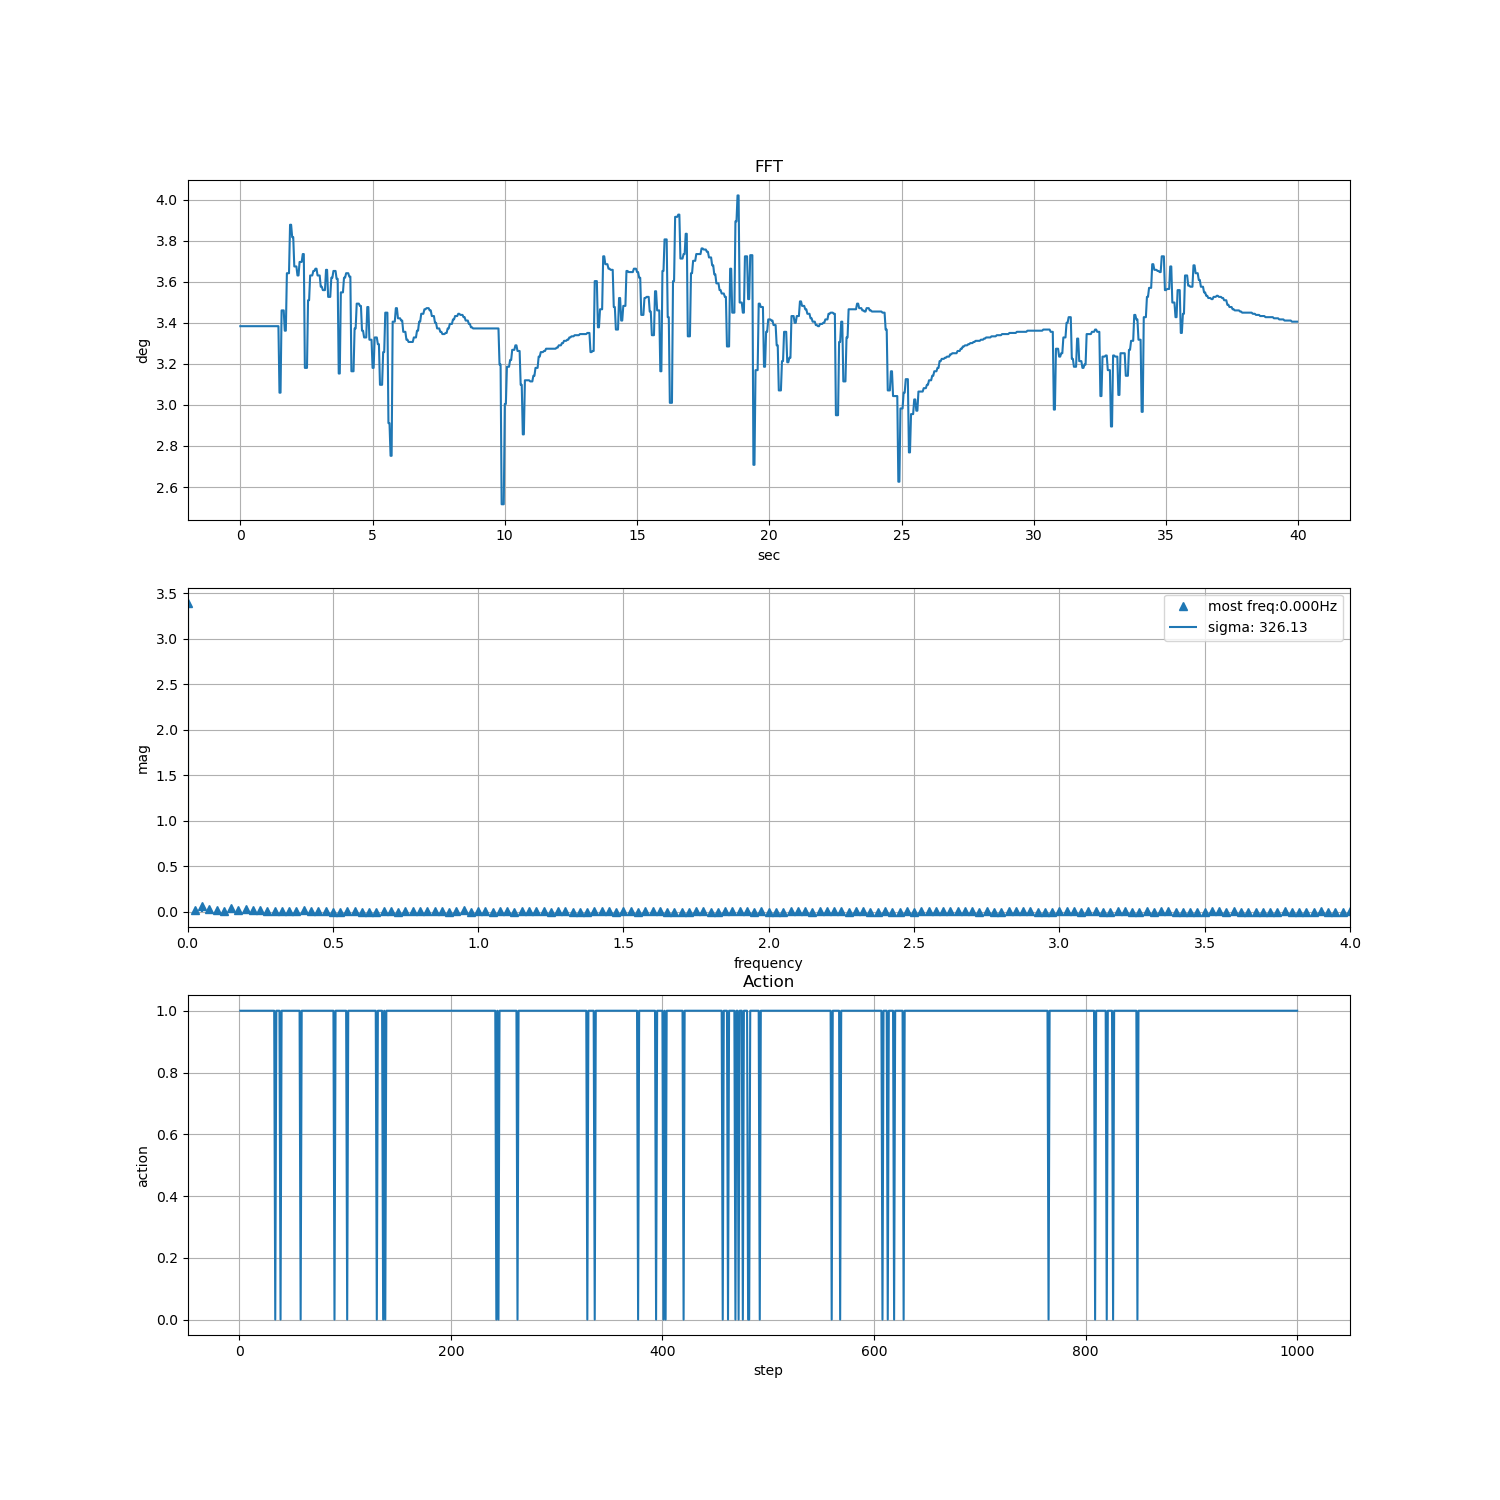 FFT
4.0
3.8
3.6
3.4
3.2
3.0
2.8
2.6
deg
0 5 10 15 20 25 30 35 40
sec
3.5
3.0
2.5
2.0
1.5
1.0
0.5
0.0
mag
most freq:0.000Hz
sigma: 326.13
0.0 0.5 1.0 1.5 2.0 2.5 3.0 3.5 4.0
frequency
Action
1.0
0.8
0.6
0.4
0.2
0.0
action
0 200 400 600 800 1000
step